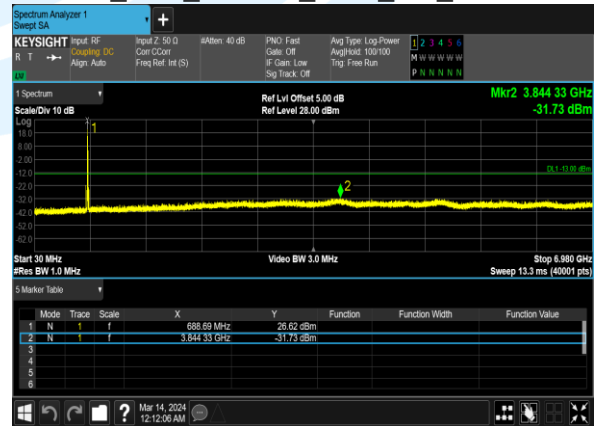 Spectrum Analyzer 1
Swept SA
+
KEYSIGHT
R T
LV
Input: RF
Coupling: DC
Align: Auto
Input Z: 50 Ω
Corr CCorr
Freq Ref: Int (S)
#Atten: 40 dB
PNO: Fast
Gate: Off
IF Gain: Low
Sig Track: Off
Avg Type: Log-Power
Avg|Hold: 100/100
Trig: Free Run
1 2 3 4 5 6
M W W W W W
P N N N N N
1 Spectrum
Scale/Div 10 dB
Ref Lvl Offset 5.00 dB
Ref Level 28.00 dBm
Mkr2 3.844 33 GHz
-31.73 dBm
Log
18.0
8.00
-2.00
-12.0
-22.0
-32.0
-42.0
-52.0
-62.0
1
2
DL1 -13.00 dBm
Start 30 MHz
#Res BW 1.0 MHz
Video BW 3.0 MHz
Stop 6.980 GHz
Sweep 13.3 ms (40001 pts)
5 Marker Table
Mode Trace Scale X Y Function Function Width Function Value
1 N 1 f 688.69 MHz 26.62 dBm
2 N 1 f 3.844 33 GHz -31.73 dBm
3
4
5
6
?
Mar 14, 2024
12:12:06 AM